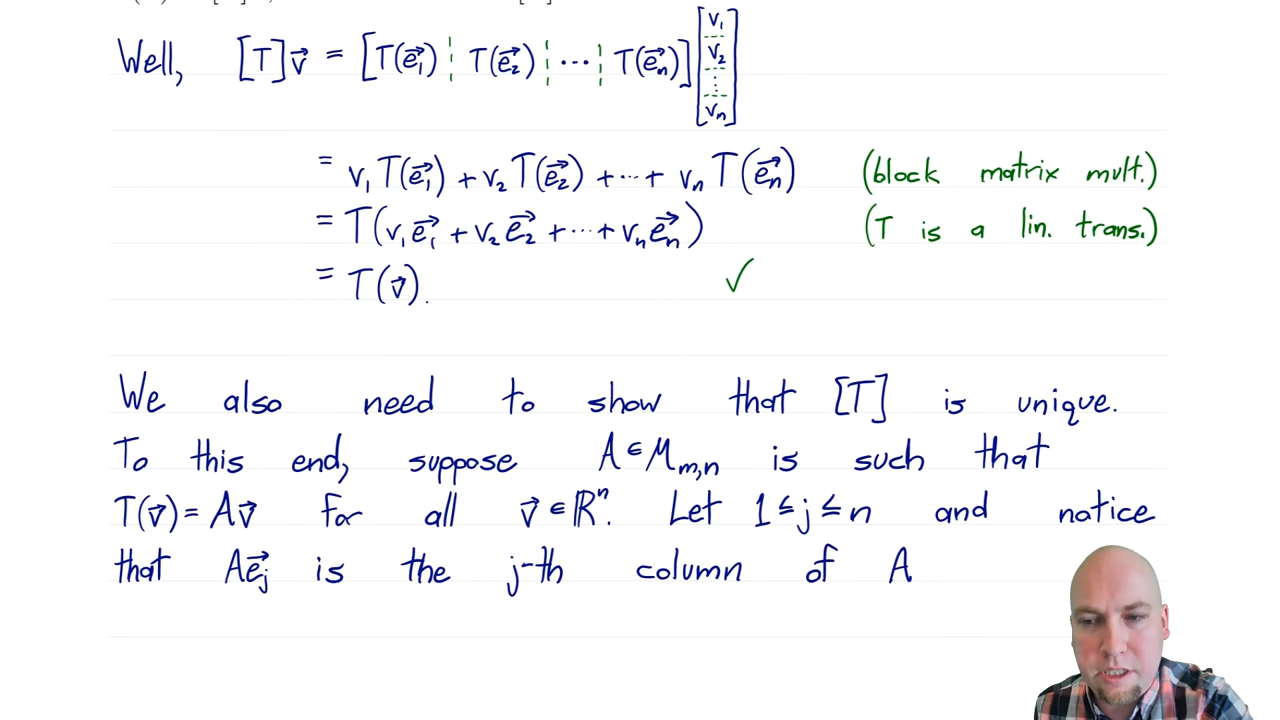 Well, [T]v⃗ = [T(e⃗₁) ¦ T(e⃗₂) ¦ ⋯ ¦ T(e⃗ₙ)] [v₁ v₂ ⋮ vₙ]
= v₁T(e⃗₁) + v₂T(e⃗₂) + ⋯ + vₙT(e⃗ₙ) (block matrix mult.)
= T(v₁e⃗₁ + v₂e⃗₂ + ⋯ + vₙe⃗ₙ) (T is a lin. trans.)
= T(v⃗). ✓
We also need to show that [T] is unique.
To this end, suppose A ∈ Mₘ,ₙ is such that
T(v⃗) = Av⃗ for all v⃗ ∈ ℝⁿ. Let 1 ≤ j ≤ n and notice
that Ae⃗ⱼ is the j-th column of A